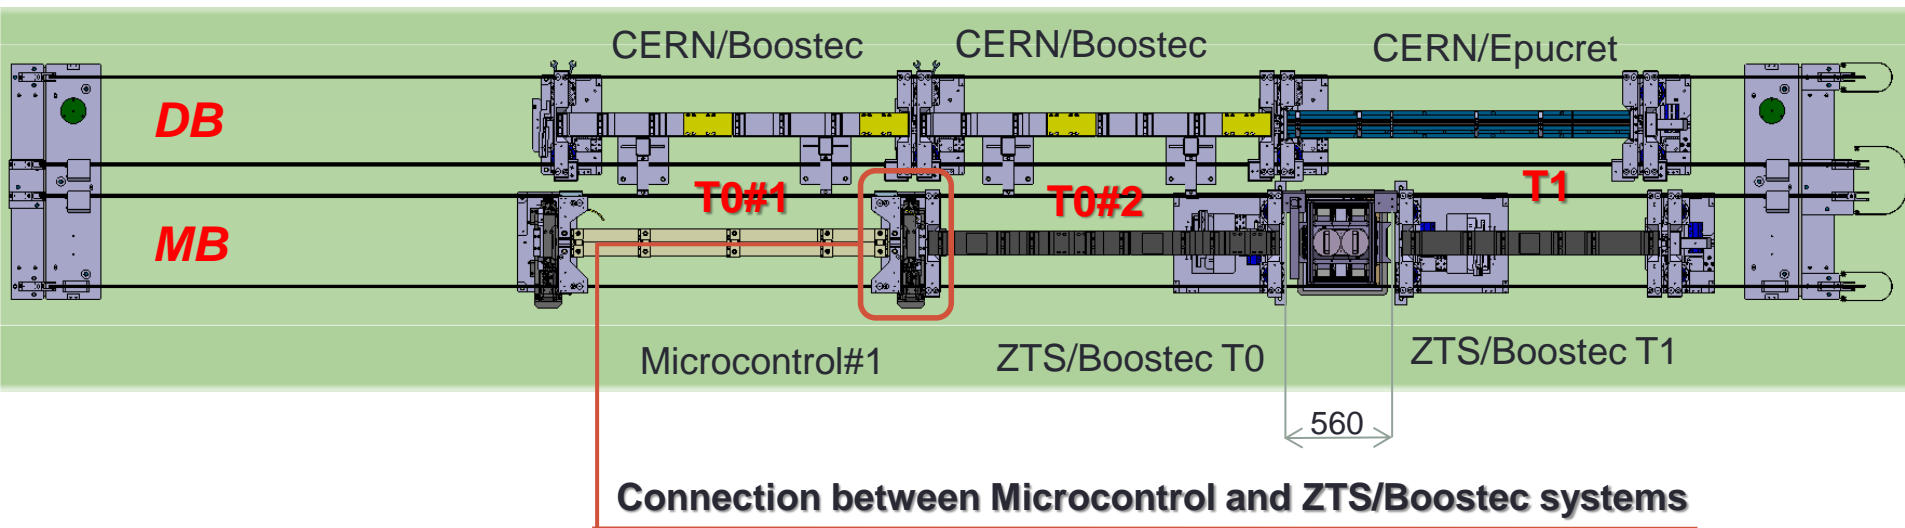 CERN/Boostec
CERN/Boostec
CERN/Epucret
DB
T0#1
T0#2
T1
MB
Microcontrol#1
ZTS/Boostec T0
ZTS/Boostec T1
560
Connection between Microcontrol and ZTS/Boostec systems